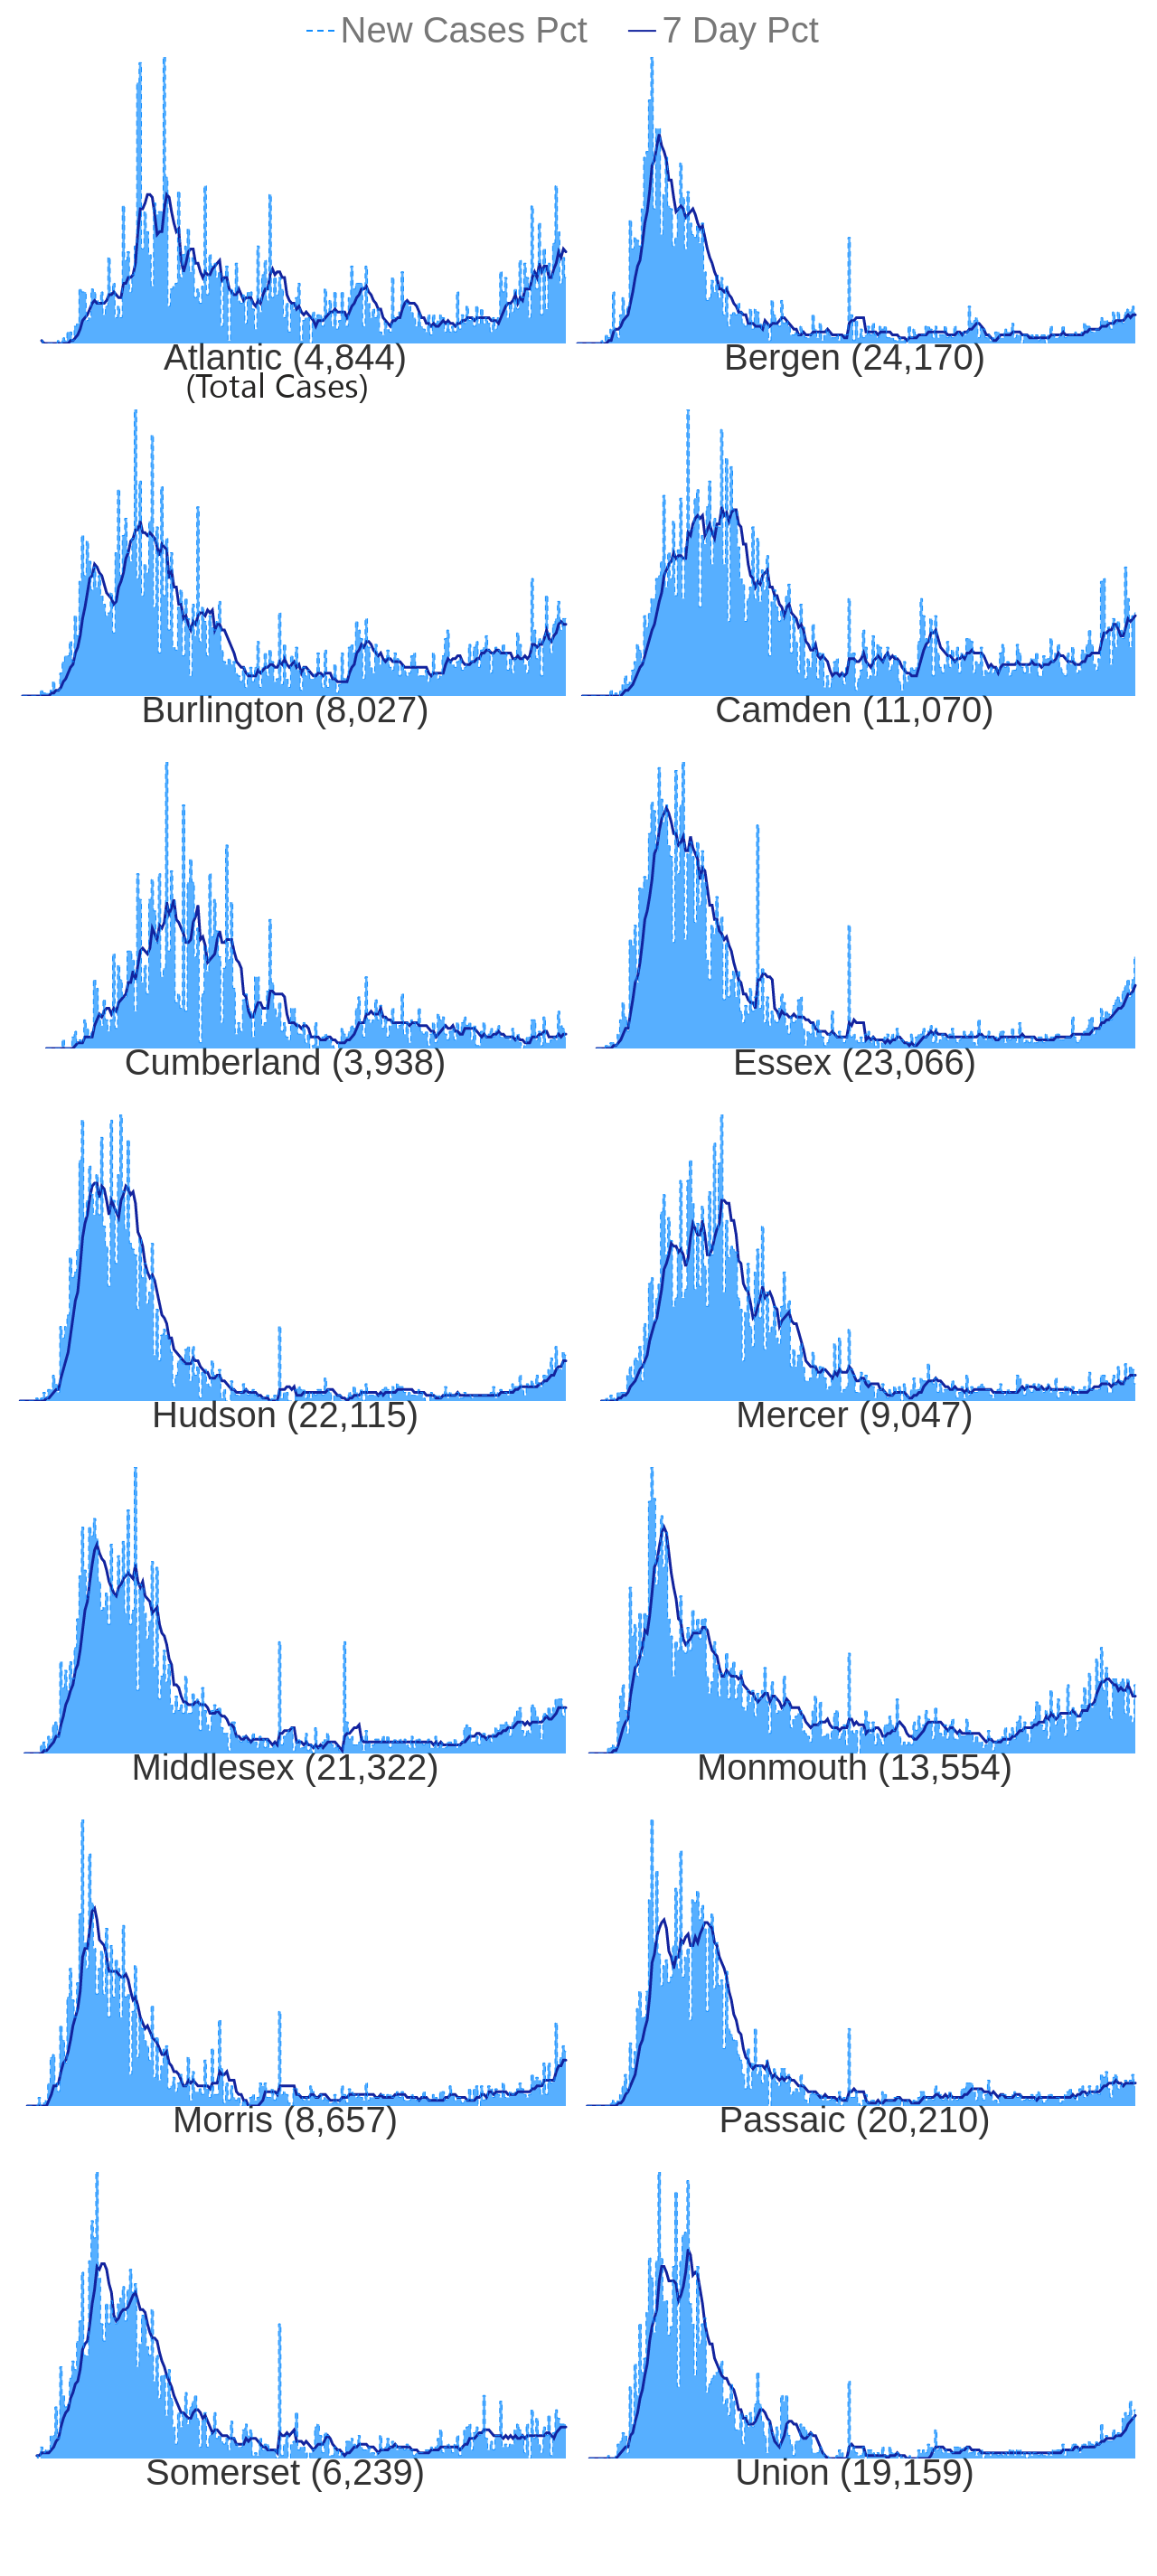 New Cases Pct 7 Day Pct
Atlantic (4,844) Bergen (24,170)
(Total Cases)
Burlington (8,027) Camden (11,070)
Cumberland (3,938) Essex (23,066)
Hudson (22,115) Mercer (9,047)
Middlesex (21,322) Monmouth (13,554)
Morris (8,657) Passaic (20,210)
Somerset (6,239) Union (19,159)